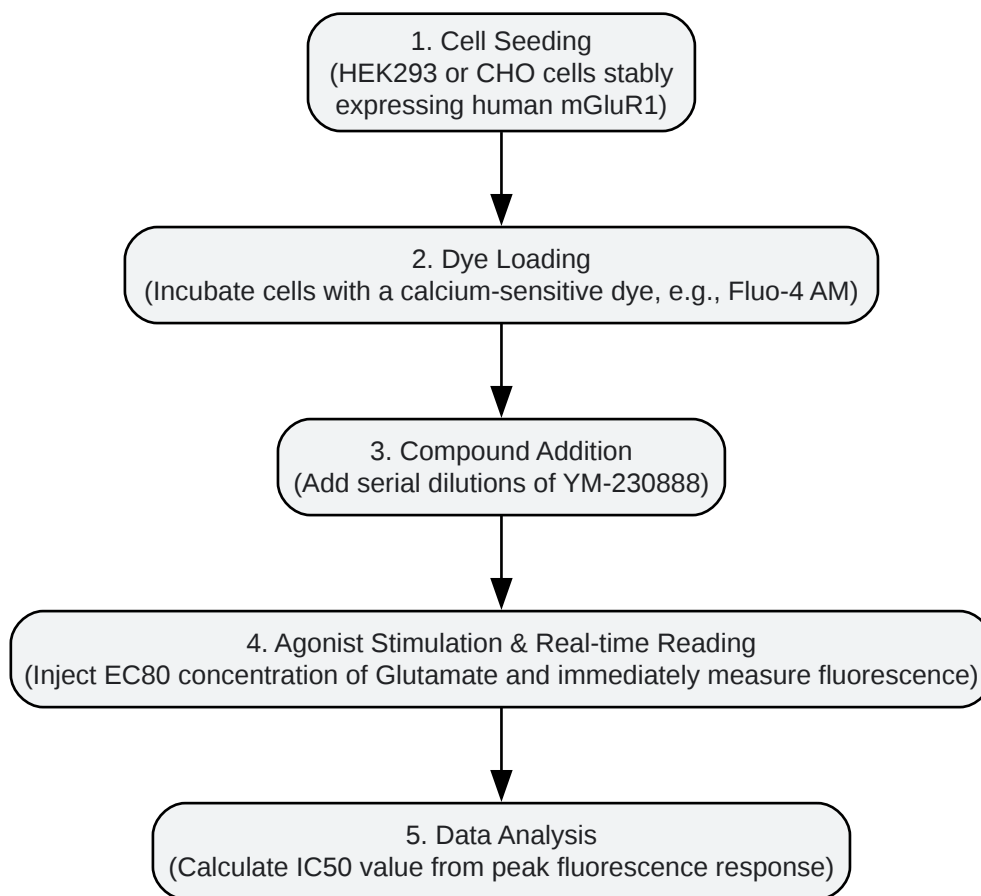 1. Cell Seeding
(HEK293 or CHO cells stably
expressing human mGluR1)
2. Dye Loading
(Incubate cells with a calcium-sensitive dye, e.g., Fluo-4 AM)
3. Compound Addition
(Add serial dilutions of YM-230888)
4. Agonist Stimulation & Real-time Reading
(Inject EC80 concentration of Glutamate and immediately measure fluorescence)
5. Data Analysis
(Calculate IC50 value from peak fluorescence response)